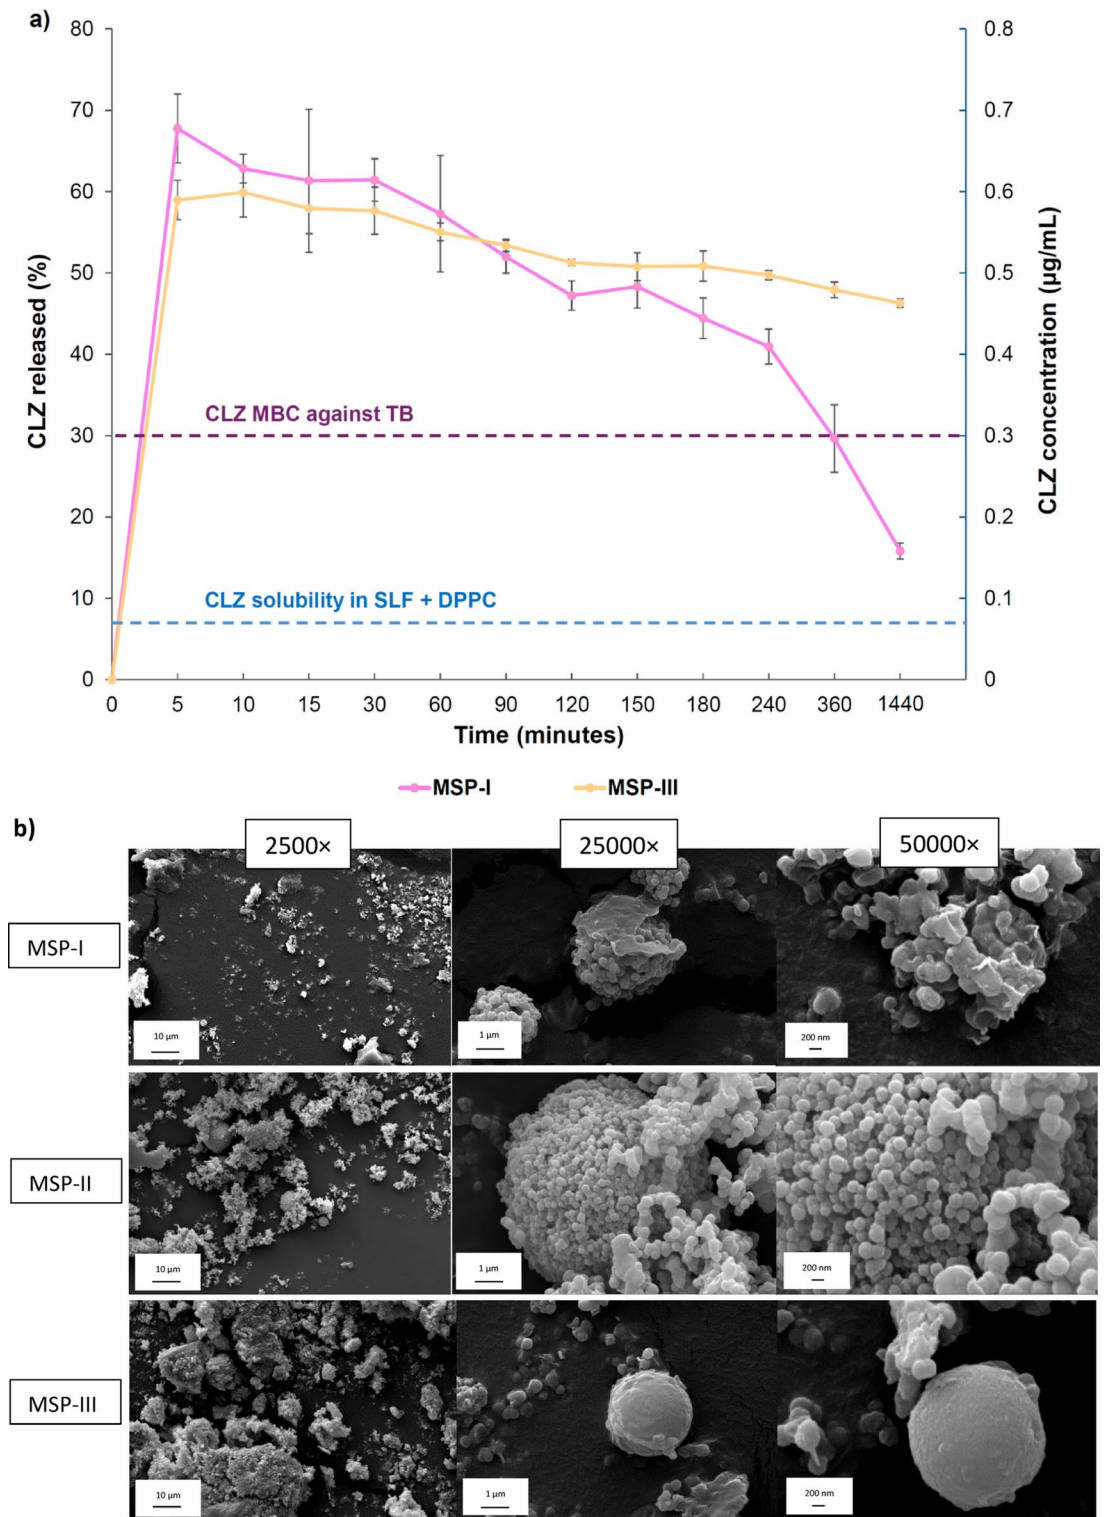 a)
80
70
60
50
40
30
20
10
0
CLZ released (%)
0.8
0.7
0.6
0.5
0.4
0.3
0.2
0.1
0
CLZ concentration (µg/mL)
CLZ MBC against TB
CLZ solubility in SLF + DPPC
0 5 10 15 30 60 90 120 150 180 240 360 1440
Time (minutes)
MSP-I MSP-III
b)
2500× 25000× 50000×
MSP-I
10 µm 1 µm 200 nm
MSP-II
10 µm 1 µm 200 nm
MSP-III
10 µm 1 µm 200 nm